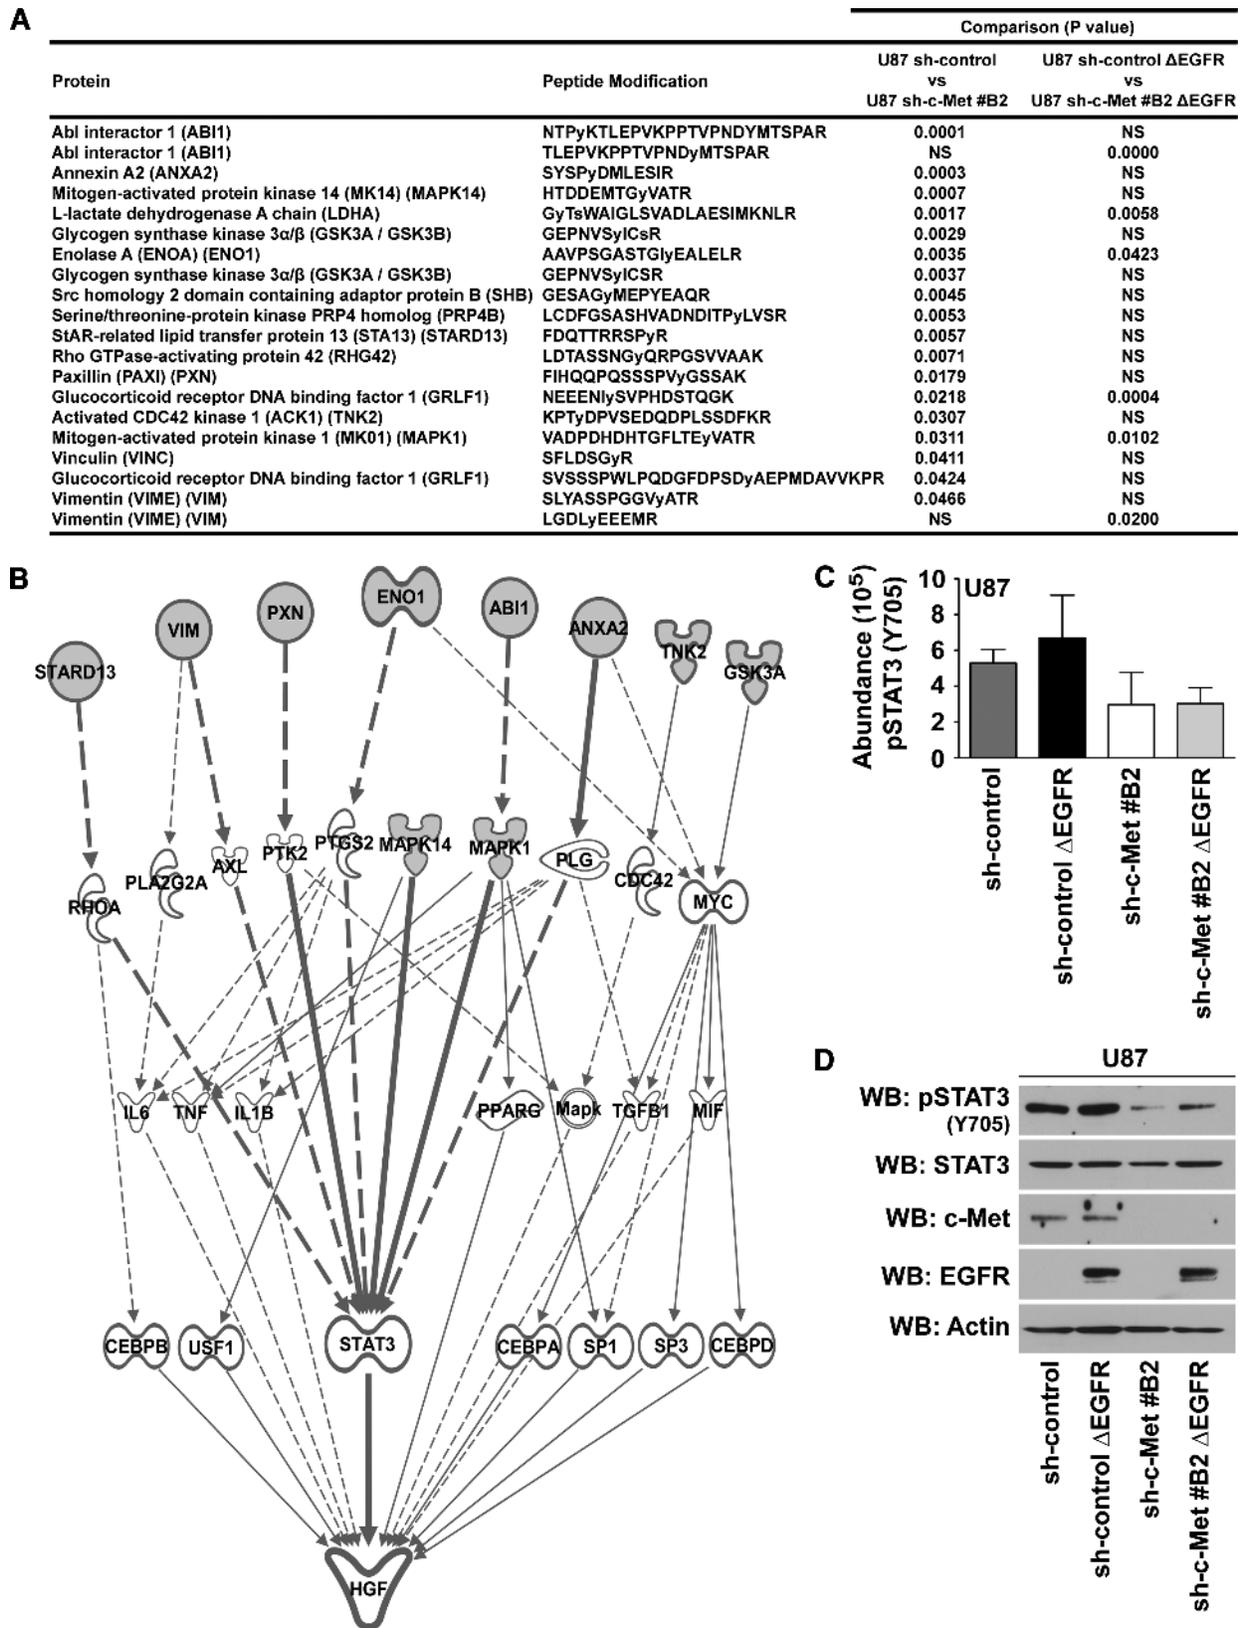 A
Comparison (P value)
Protein Peptide Modification U87 sh-control vs U87 sh-c-Met #B2 U87 sh-control ΔEGFR vs U87 sh-c-Met #B2 ΔEGFR
Abl interactor 1 (ABI1) NTPyKTLEPVKPPTVPNDYMTSPAR 0.0001 NS
Abl interactor 1 (ABI1) TLEPVKPPTVPNDyMTSPAR NS 0.0000
Annexin A2 (ANXA2) SYSPyDMLESIR 0.0003 NS
Mitogen-activated protein kinase 14 (MK14) (MAPK14) HTDDEMTGyVATR 0.0007 NS
L-lactate dehydrogenase A chain (LDHA) GyTsWAIGLSVADLAESIMKNLR 0.0017 0.0058
Glycogen synthase kinase 3α/β (GSK3A / GSK3B) GEPNVSyICsR 0.0029 NS
Enolase A (ENOA) (ENO1) AAVPSGASTGIyEALELR 0.0035 0.0423
Glycogen synthase kinase 3α/β (GSK3A / GSK3B) GEPNVSyICSR 0.0037 NS
Src homology 2 domain containing adaptor protein B (SHB) GESAGyMEPYEAQR 0.0045 NS
Serine/threonine-protein kinase PRP4 homolog (PRP4B) LCDFGSASHVADNDITPyLVSR 0.0053 NS
StAR-related lipid transfer protein 13 (STA13) (STARD13) FDQTTRRSPyR 0.0057 NS
Rho GTPase-activating protein 42 (RHG42) LDTASSNGyQRPGSVVAAK 0.0071 NS
Paxillin (PAXI) (PXN) FIHQQPQSSSPVyGSSAK 0.0179 NS
Glucocorticoid receptor DNA binding factor 1 (GRLF1) NEEENIySVPHDSTQGK 0.0218 0.0004
Activated CDC42 kinase 1 (ACK1) (TNK2) KPTyDPVSEDQDPLSSDFKR 0.0307 NS
Mitogen-activated protein kinase 1 (MK01) (MAPK1) VADPDHDHTGFLTEyVATR 0.0311 0.0102
Vinculin (VINC) SFLDSGyR 0.0411 NS
Glucocorticoid receptor DNA binding factor 1 (GRLF1) SVSSSPWLPQDGFDPSDyAEPMDAVVKPR 0.0424 NS
Vimentin (VIME) (VIM) SLYASSPGGVyATR 0.0466 NS
Vimentin (VIME) (VIM) LGDLyEEEMR NS 0.0200
B
STARD13 VIM PXN ENO1 ABI1 ANXA2 TNK2 GSK3A
RHOA PLA2G2A AXL PTK2 PTGS2 MAPK14 MAPK1 PLG CDC42 MYC
IL6 TNF IL1B PPARG Mapk TGFB1 MIF
CEBPB USF1 STAT3 CEBPA SP1 SP3 CEBPD
HGF
C
U87
Abundance (10⁵)
pSTAT3 (Y705)
10
8
6
4
2
0
sh-control
sh-control ΔEGFR
sh-c-Met #B2
sh-c-Met #B2 ΔEGFR
D
U87
WB: pSTAT3
(Y705)
WB: STAT3
WB: c-Met
WB: EGFR
WB: Actin
sh-control
sh-control ΔEGFR
sh-c-Met #B2
sh-c-Met #B2 ΔEGFR